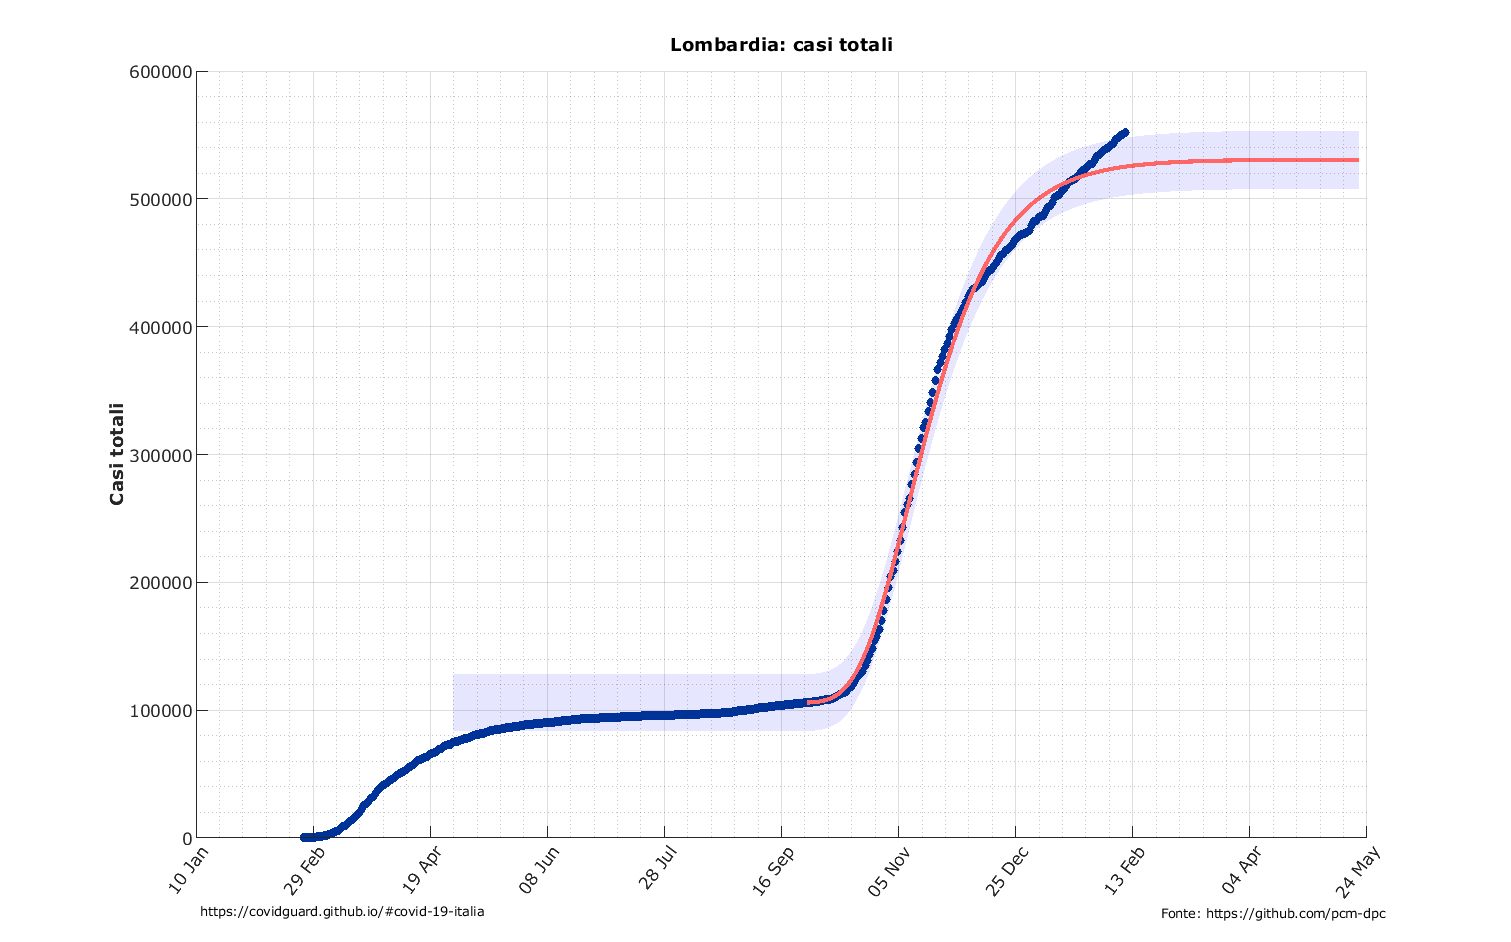 Lombardia: casi totali
600000
500000
400000
300000
200000
100000
0
Casi totali
10 Jan
29 Feb
19 Apr
08 Jun
28 Jul
16 Sep
05 Nov
25 Dec
13 Feb
04 Apr
24 May
https://covidguard.github.io/#covid-19-italia
Fonte: https://github.com/pcm-dpc